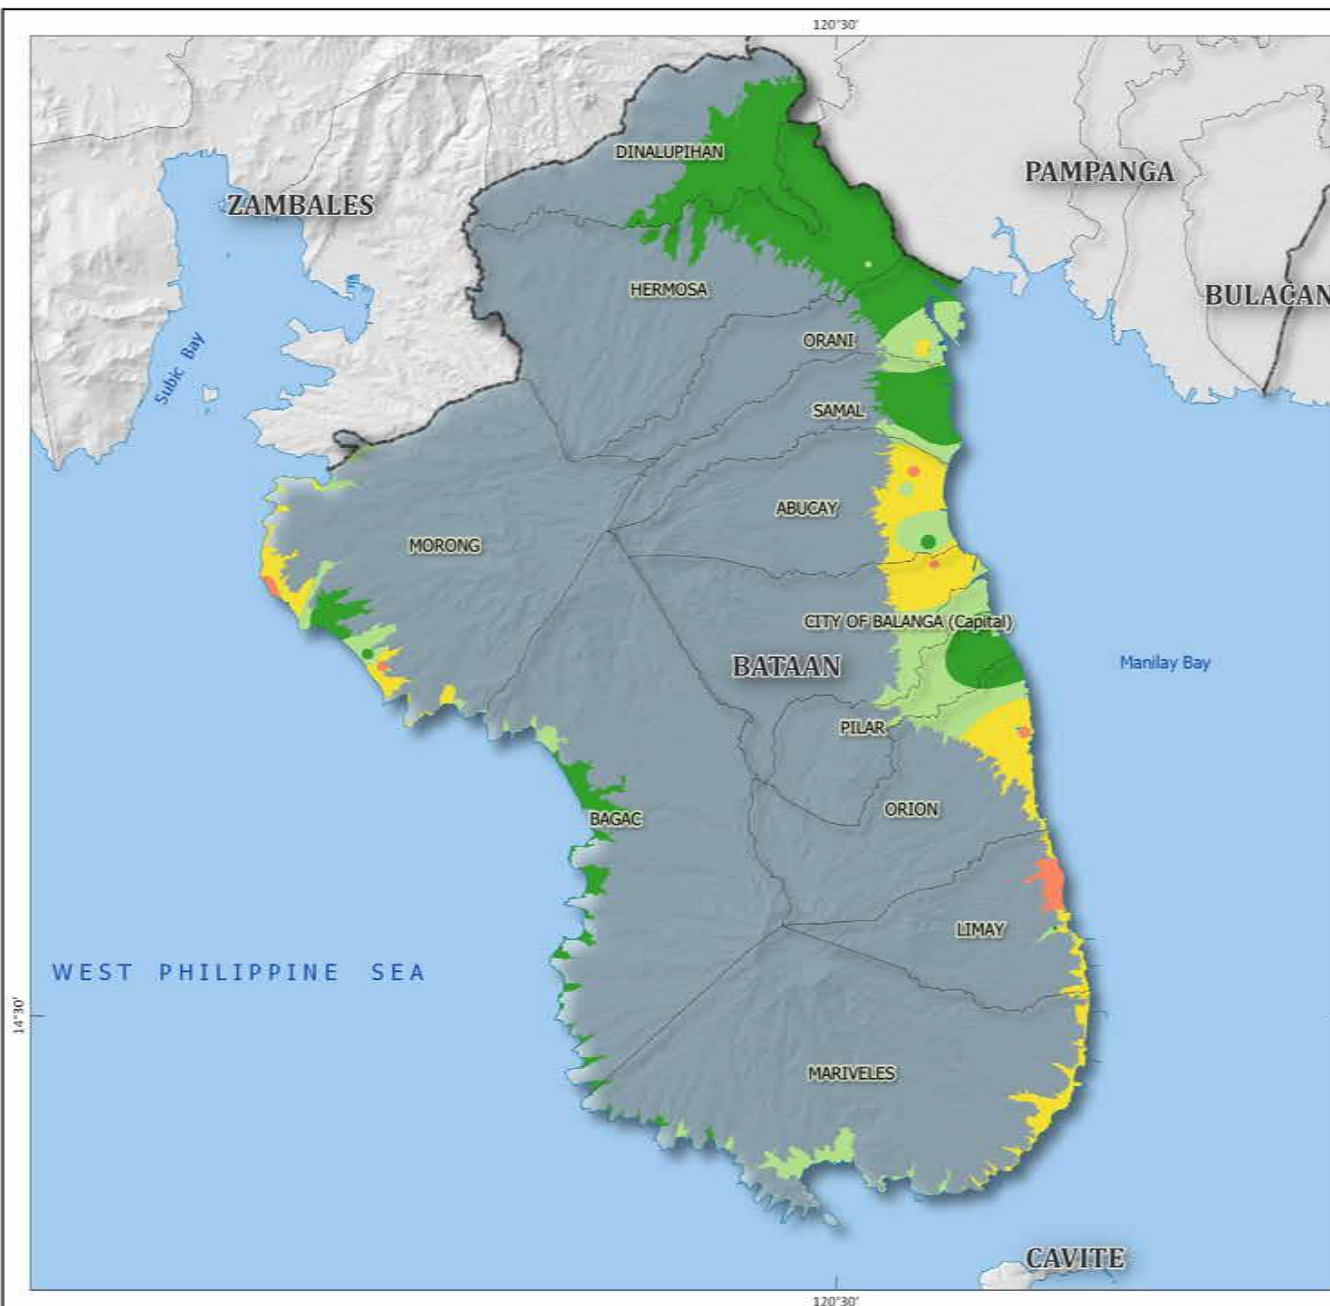 120°30'
DINALUPIHAN
PAMPANGA
ZAMBALES
HERMOSA
BULACAN
ORANI
Subic Bay
SAMAL
ABUCAY
MORONG
CITY OF BALANGA (Capital)
BATAAN
Manilay Bay
PILAR
ORION
BAGAC
LIMAY
WEST PHILIPPINE SEA
14°30'
MARIVELES
CAVITE
120°30'